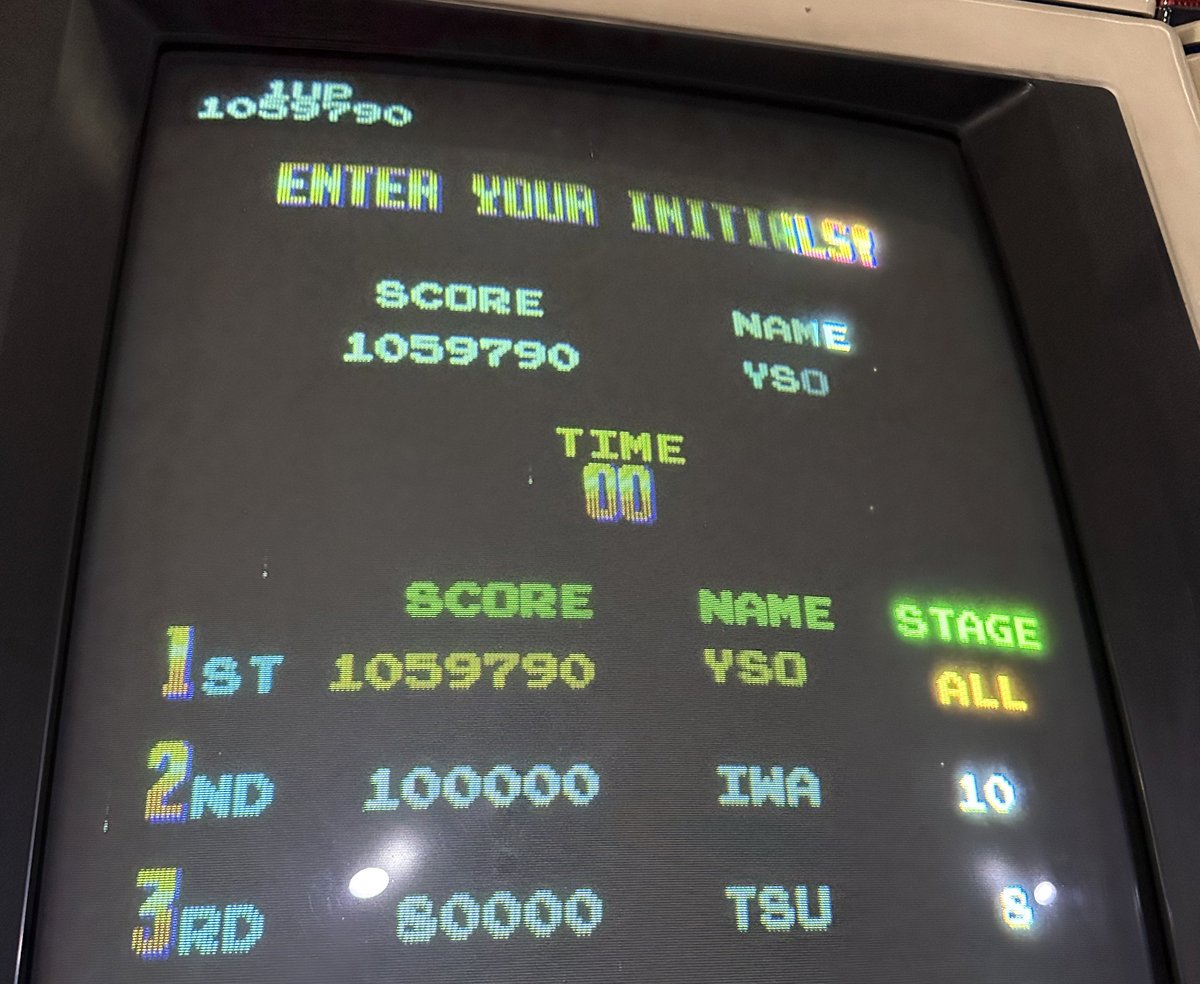 1UP
1059790
ENTER YOUR INITIALS!
SCORE NAME
1059790 YSO
TIME
00
SCORE NAME STAGE
1ST 1059790 YSO ALL
2ND 100000 IWA 10
3RD 80000 TSU 8